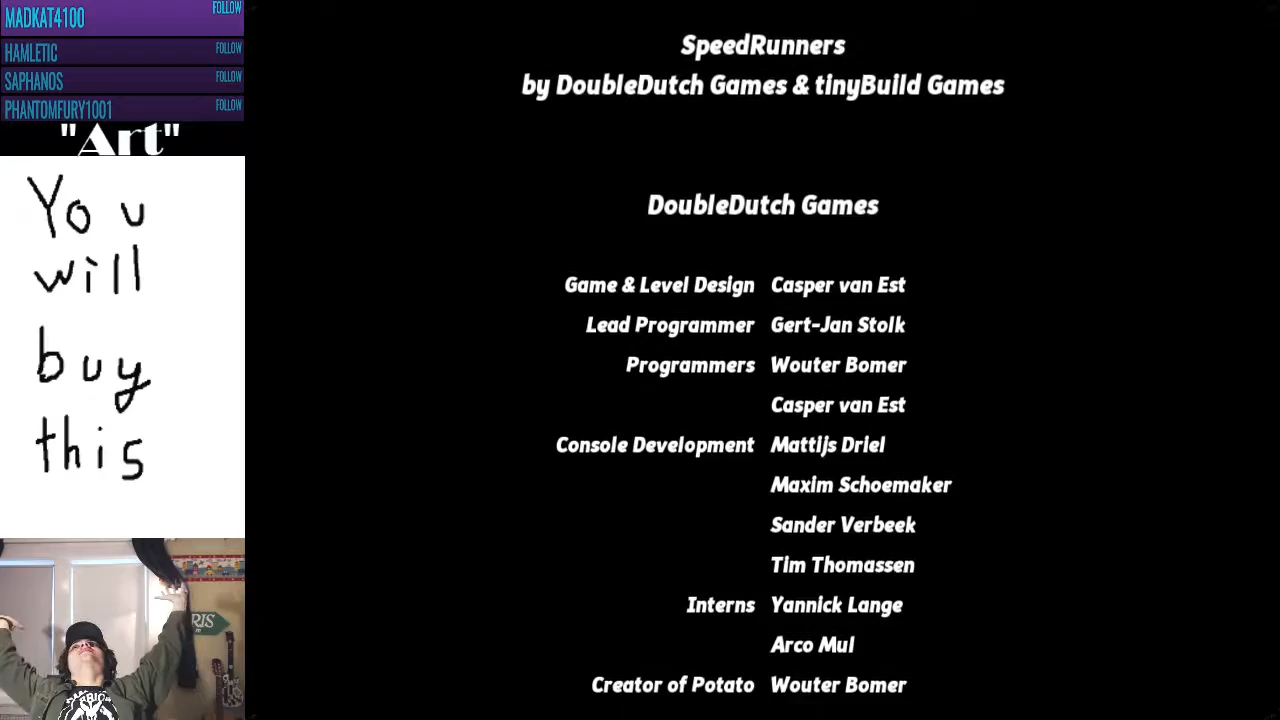 MADKAT4100 FOLLOW
HAMLETIC FOLLOW
SAPHANOS FOLLOW
PHANTOMFURY1001 FOLLOW
"Art"
You
will
buy
this
SpeedRunners
by DoubleDutch Games & tinyBuild Games
DoubleDutch Games
Game & Level Design Casper van Est
Lead Programmer Gert-Jan Stolk
Programmers Wouter Bomer
Casper van Est
Console Development Mattijs Driel
Maxim Schoemaker
Sander Verbeek
Tim Thomassen
Interns Yannick Lange
Arco Mul
Creator of Potato Wouter Bomer